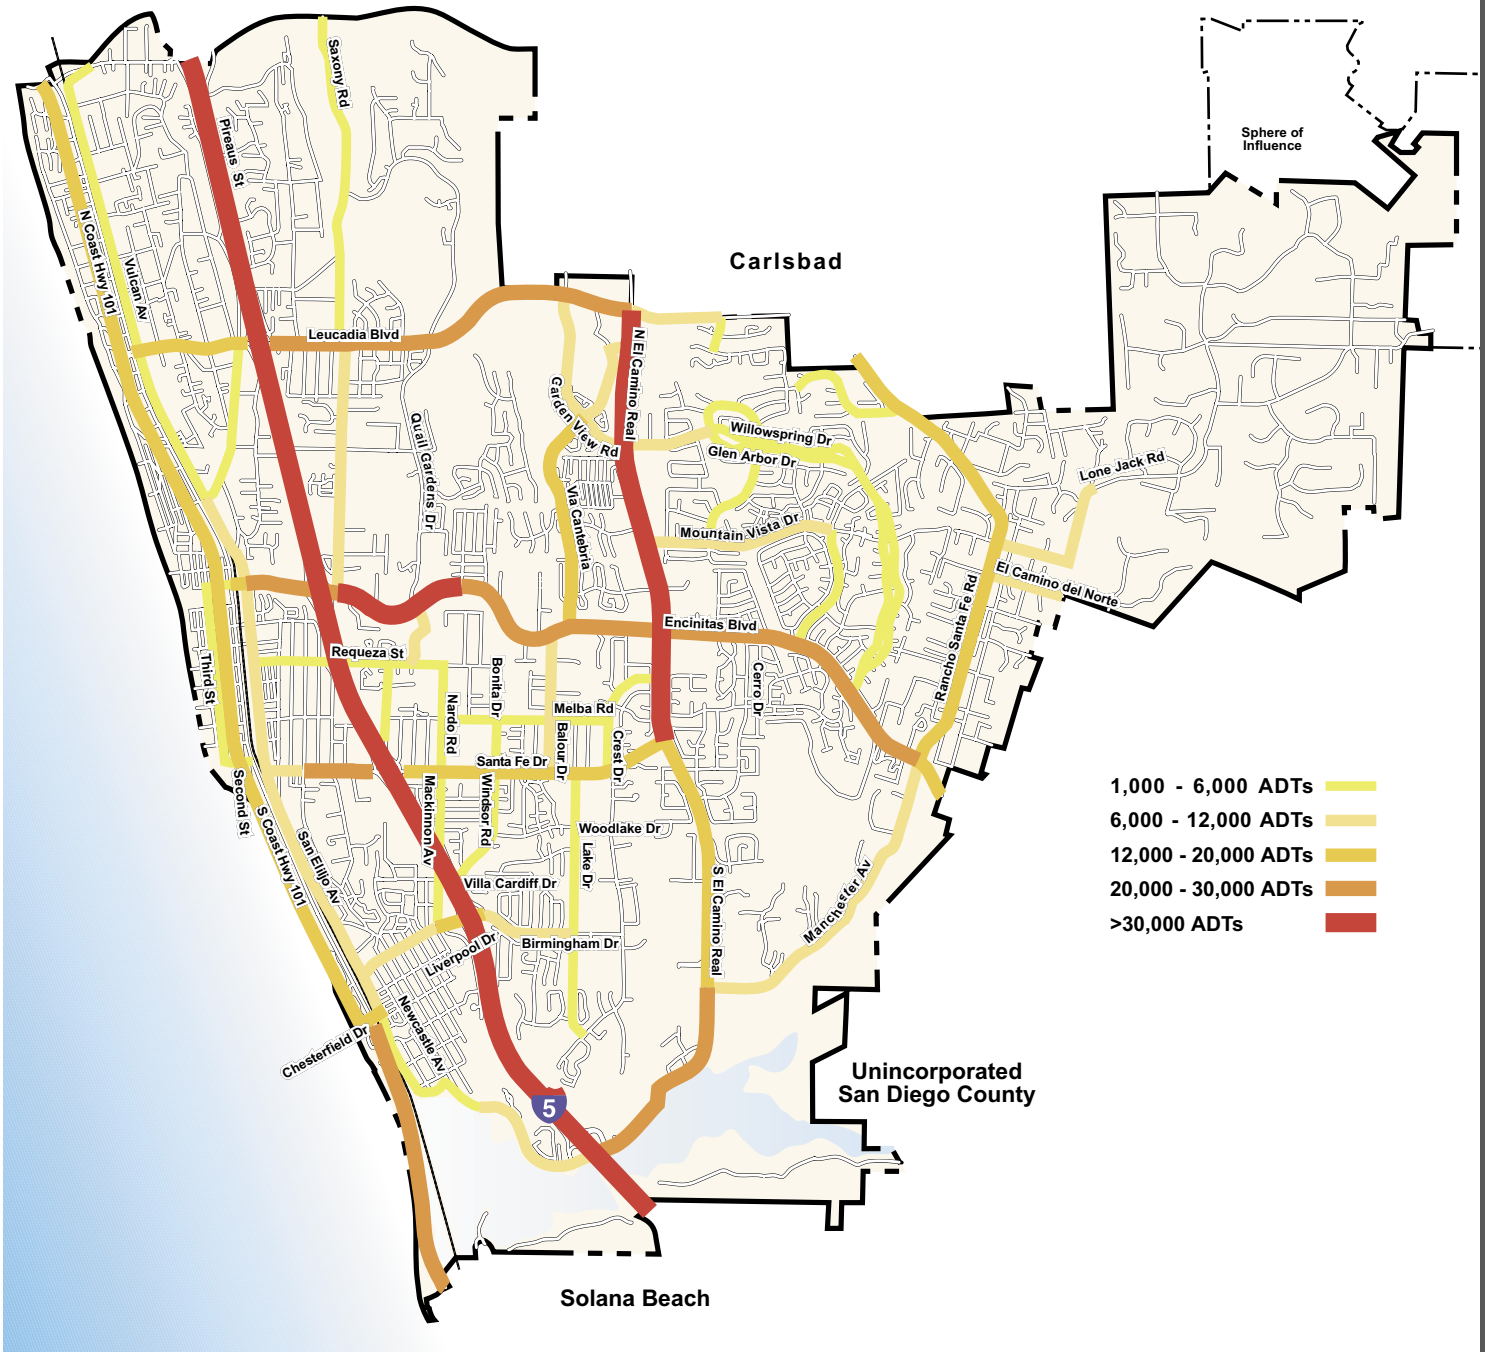 Saxony Rd
Pireaus St
Sphere of
Influence
N Coast Hwy 101
Vulcan Av
Carlsbad
Leucadia Blvd
N El Camino Real
Garden View Rd
Quail Gardens Dr
Willowspring Dr
Glen Arbor Dr
Lone Jack Rd
Via Cantebria
Mountain Vista Dr
El Camino del Norte
Rancho Santa Fe Rd
Encinitas Blvd
Requeza St
Third St
Bonita Dr
Cerro Dr
Nardo Rd
Melba Rd
Balour Dr
Crest Dr
Santa Fe Dr
Second St
Mackinnon Av
Windsor Rd
1,000 - 6,000 ADTs
6,000 - 12,000 ADTs
12,000 - 20,000 ADTs
20,000 - 30,000 ADTs
>30,000 ADTs
S Coast Hwy 101
San Elijo Av
Woodlake Dr
Lake Dr
Villa Cardiff Dr
S El Camino Real
Manchester Av
Liverpool Dr
Birmingham Dr
Newcastle Av
Chesterfield Dr
5
Unincorporated
San Diego County
Solana Beach